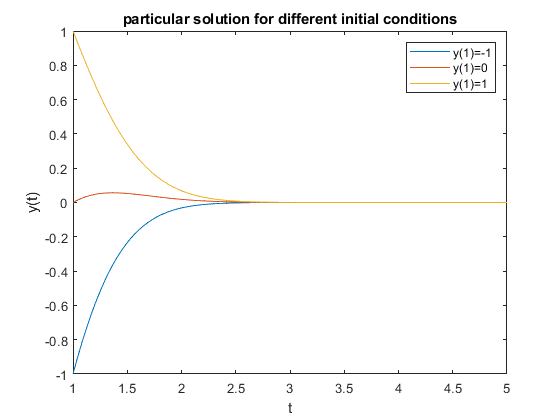 particular solution for different initial conditions
y(1)=-1
y(1)=0
y(1)=1
1
0.8
0.6
0.4
0.2
0
-0.2
-0.4
-0.6
-0.8
-1
y(t)
1 1.5 2 2.5 3 3.5 4 4.5 5
t